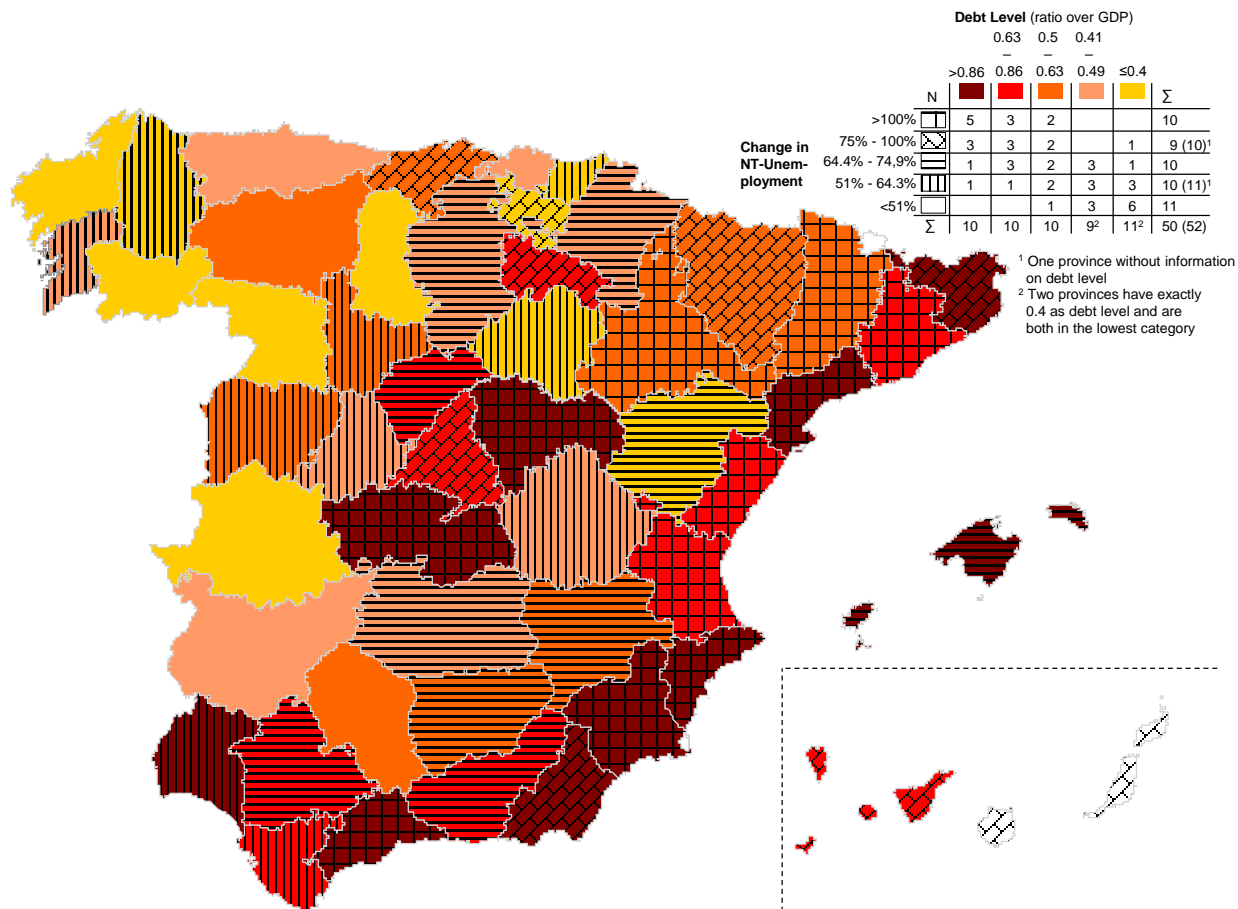 Debt Level (ratio over GDP)
0.63 0.5 0.41
– – –
>0.86 0.86 0.63 0.49 ≤0.4
N Σ
>100% 5 3 2 10
Change in
NT-Unem-
ployment
75% - 100% 3 3 2 1 9 (10)¹
64.4% - 74,9% 1 3 2 3 1 10
51% - 64.3% 1 1 2 3 3 10 (11)¹
<51% 1 3 6 11
Σ 10 10 10 9² 11² 50 (52)
¹ One province without information
on debt level
² Two provinces have exactly
0.4 as debt level and are
both in the lowest category